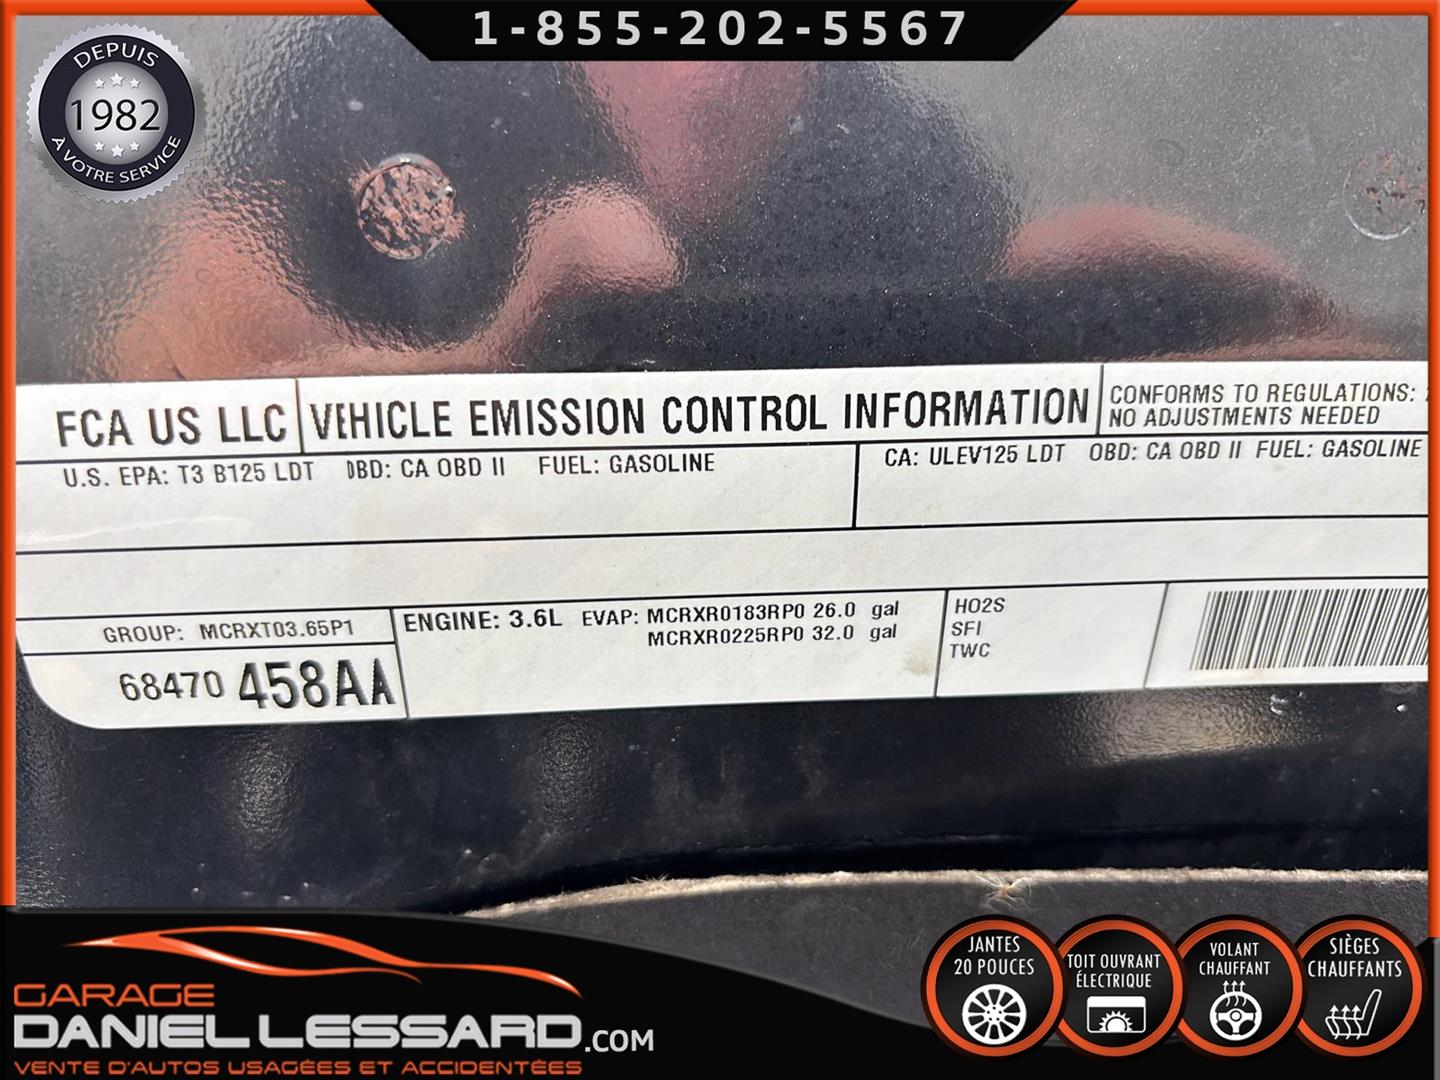 1-855-202-5567
DEPUIS
1982
À VOTRE SERVICE
FCA US LLC
VEHICLE EMISSION CONTROL INFORMATION
CONFORMS TO REGULATIONS:
NO ADJUSTMENTS NEEDED
U.S. EPA: T3 B125 LDT OBD: CA OBD II FUEL: GASOLINE
CA: ULEV125 LDT OBD: CA OBD II FUEL: GASOLINE
GROUP: MCRXT03.65P1
68470 458AA
ENGINE: 3.6L EVAP: MCRXR0183RP0 26.0 gal
MCRXR0225RP0 32.0 gal
HO2S
SFI
TWC
GARAGE
DANIEL LESSARD.COM
VENTE D'AUTOS USAGÉES ET ACCIDENTÉES
JANTES
20 POUCES
TOIT OUVRANT
ÉLECTRIQUE
VOLANT
CHAUFFANT
SIÈGES
CHAUFFANTS